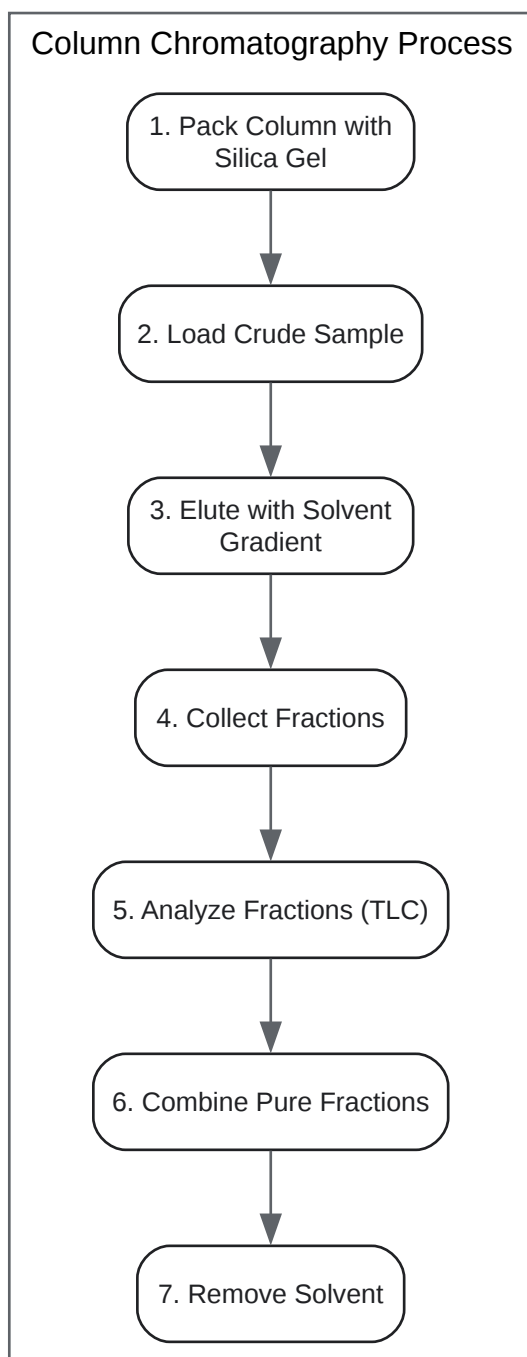 Column Chromatography Process
1. Pack Column with
Silica Gel
2. Load Crude Sample
3. Elute with Solvent
Gradient
4. Collect Fractions
5. Analyze Fractions (TLC)
6. Combine Pure Fractions
7. Remove Solvent